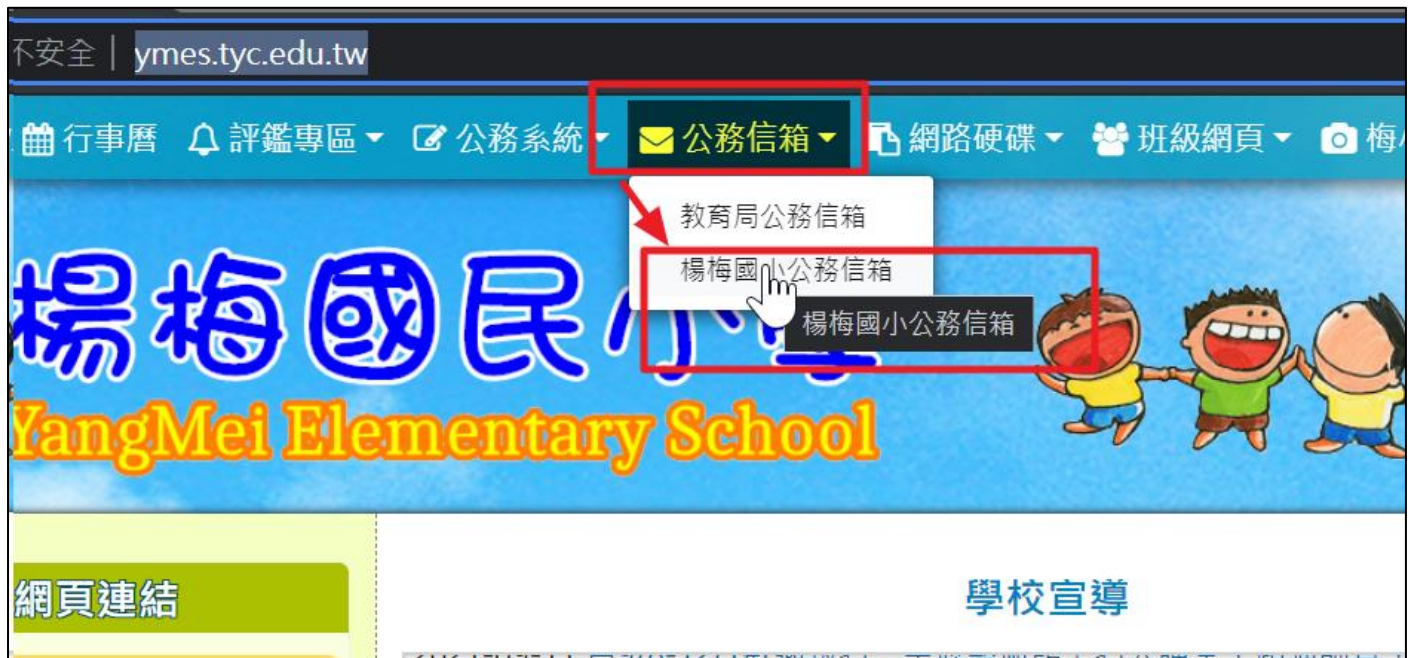 不安全 | ymes.tyc.edu.tw
行事曆 評鑑專區 公務系統 公務信箱 網路硬碟 班級網頁 梅
教育局公務信箱
楊梅國小公務信箱
楊梅國小公務信箱
楊梅國民小學
YangMei Elementary School
網頁連結
學校宣導